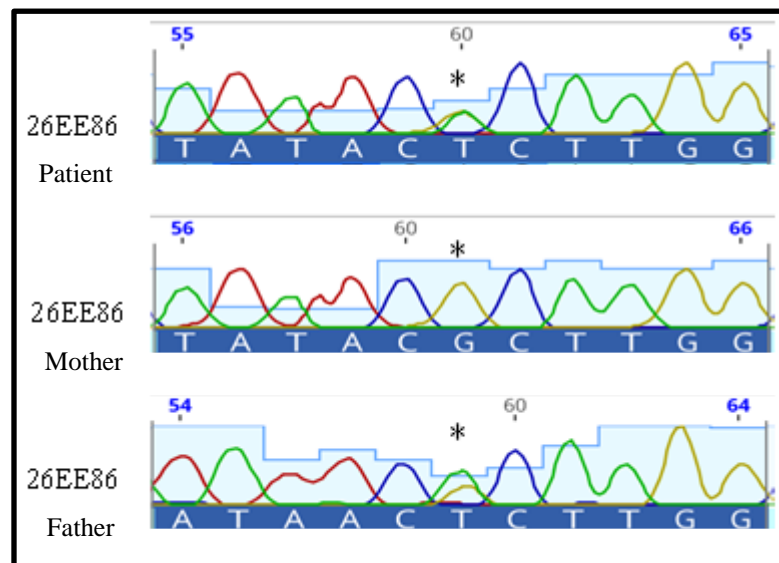 55 60 65
*
26EE86
T A T A C T C T T G G
Patient
56 60 66
*
26EE86
T A T A C G C T T G G
Mother
54 60 64
*
26EE86
A T A A C T C T T G G
Father